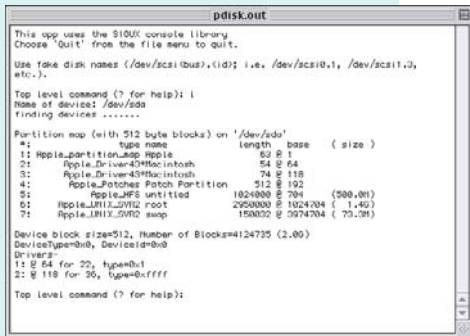 pdisk.out
This app uses the SIOUX console library
Choose 'Quit' from the file menu to quit.
Use fake disk names (/dev/scsi<bus>.<id>; i.e. /dev/scsi0.1, /dev/scsi1.3,
etc.).
Top level command (? for help): l
Name of device: /dev/sda
finding devices .......
Partition map (with 512 byte blocks) on '/dev/sda'
#: type name length base ( size )
1: Apple_partition_map Apple 63 @ 1
2: Apple_Driver43*Macintosh 54 @ 64
3: Apple_Driver43*Macintosh 74 @ 118
4: Apple_Patches Patch Partition 512 @ 192
5: Apple_HFS untitled 1024000 @ 704 (500.0M)
6: Apple_UNIX_SVR2 root 2950000 @ 1024704 ( 1.4G)
7: Apple_UNIX_SVR2 swap 150032 @ 3974704 ( 73.3M)
Device block size=512, Number of Blocks=4124735 (2.0G)
DeviceType=0x0, DeviceId=0x0
Drivers-
1: @ 64 for 22, type=0x1
2: @ 118 for 36, type=0xffff
Top level command (? for help):